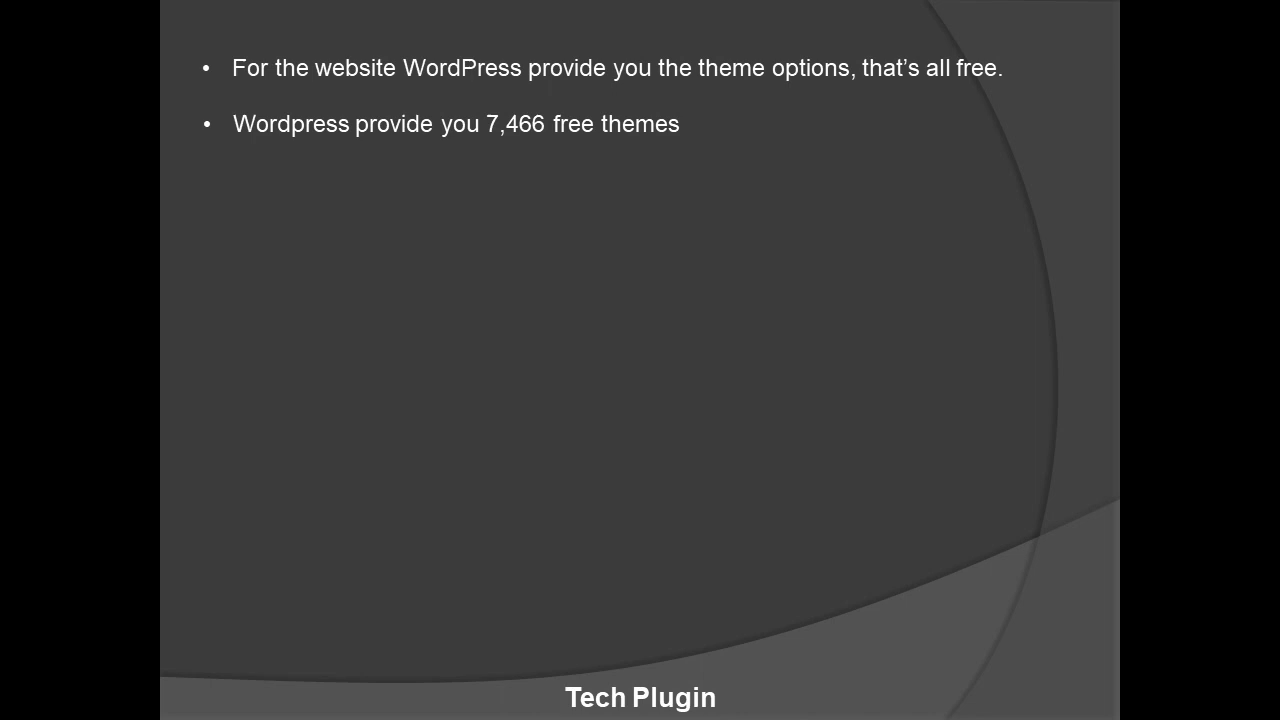 • For the website WordPress provide you the theme options, that’s all free.
• Wordpress provide you 7,466 free themes
Tech Plugin